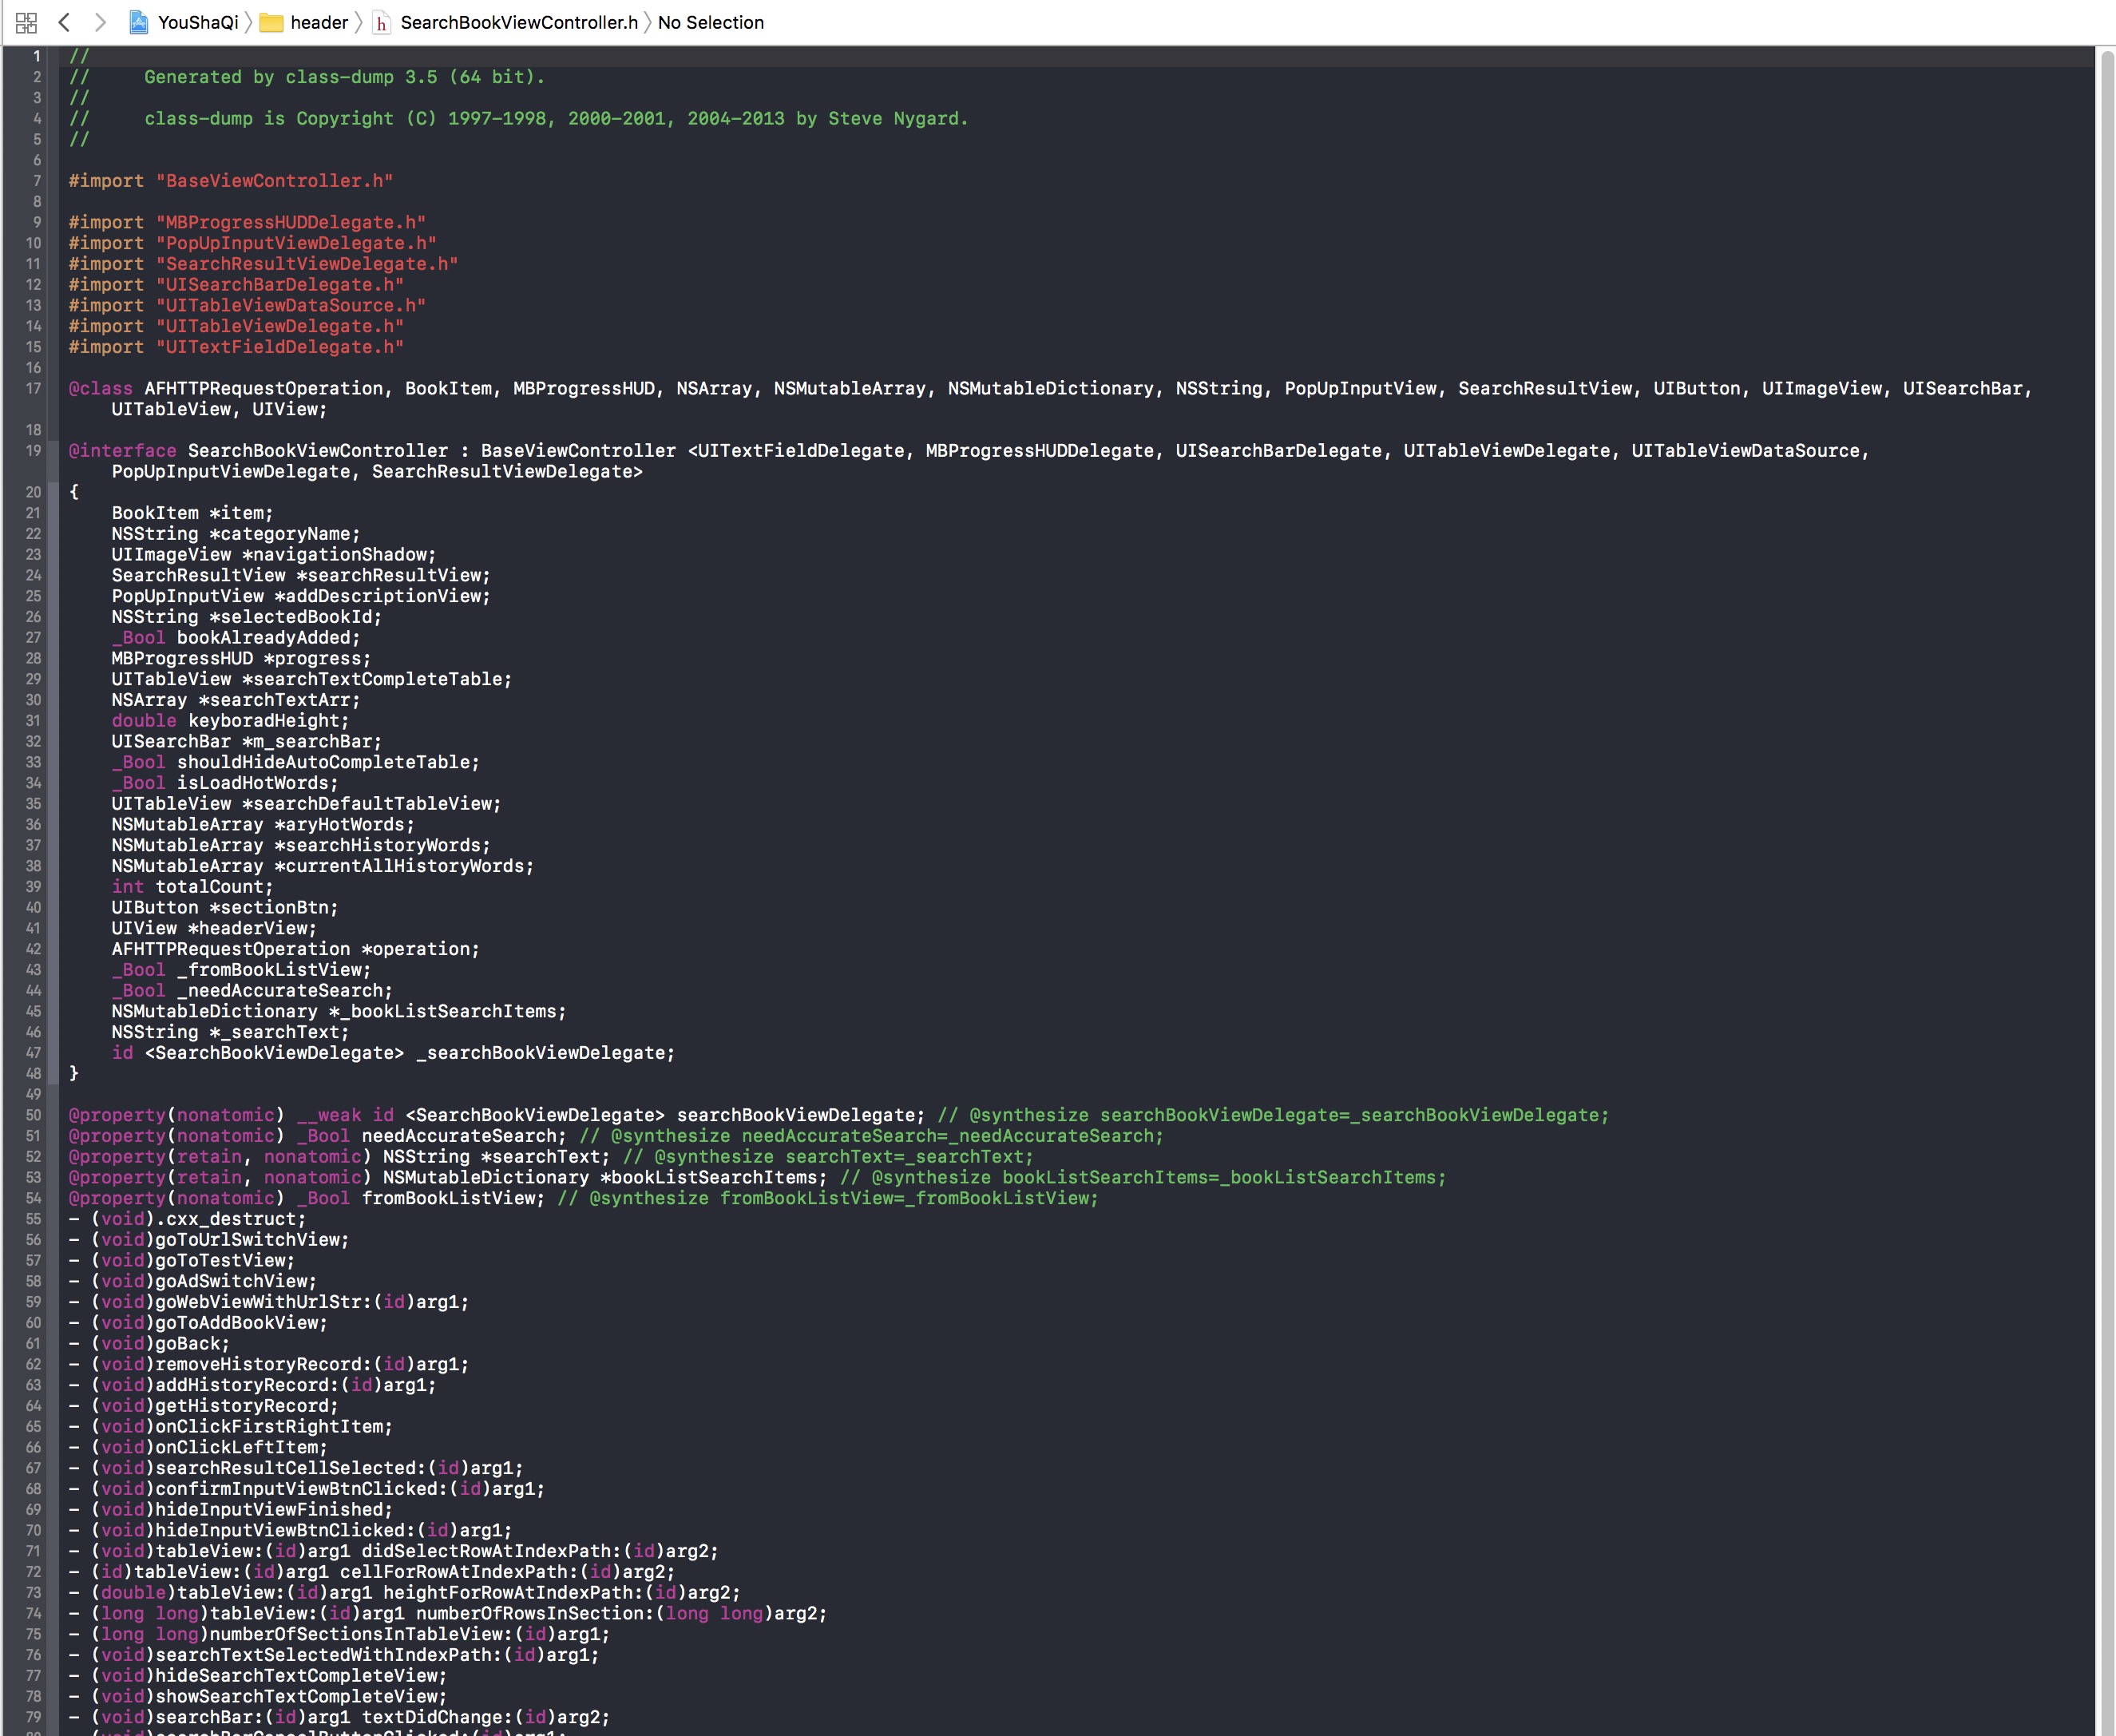 YouShaQi header h SearchBookViewController.h No Selection
1 //
2 //     Generated by class-dump 3.5 (64 bit).
3 //
4 //     class-dump is Copyright (C) 1997-1998, 2000-2001, 2004-2013 by Steve Nygard.
5 //
6
7 #import "BaseViewController.h"
8
9 #import "MBProgressHUDDelegate.h"
10 #import "PopUpInputViewDelegate.h"
11 #import "SearchResultViewDelegate.h"
12 #import "UISearchBarDelegate.h"
13 #import "UITableViewDataSource.h"
14 #import "UITableViewDelegate.h"
15 #import "UITextFieldDelegate.h"
16
17 @class AFHTTPRequestOperation, BookItem, MBProgressHUD, NSArray, NSMutableArray, NSMutableDictionary, NSString, PopUpInputView, SearchResultView, UIButton, UIImageView, UISearchBar,
UITableView, UIView;
18
19 @interface SearchBookViewController : BaseViewController <UITextFieldDelegate, MBProgressHUDDelegate, UISearchBarDelegate, UITableViewDelegate, UITableViewDataSource,
PopUpInputViewDelegate, SearchResultViewDelegate>
20 {
21     BookItem *item;
22     NSString *categoryName;
23     UIImageView *navigationShadow;
24     SearchResultView *searchResultView;
25     PopUpInputView *addDescriptionView;
26     NSString *selectedBookId;
27     _Bool bookAlreadyAdded;
28     MBProgressHUD *progress;
29     UITableView *searchTextCompleteTable;
30     NSArray *searchTextArr;
31     double keyboradHeight;
32     UISearchBar *m_searchBar;
33     _Bool shouldHideAutoCompleteTable;
34     _Bool isLoadHotWords;
35     UITableView *searchDefaultTableView;
36     NSMutableArray *aryHotWords;
37     NSMutableArray *searchHistoryWords;
38     NSMutableArray *currentAllHistoryWords;
39     int totalCount;
40     UIButton *sectionBtn;
41     UIView *headerView;
42     AFHTTPRequestOperation *operation;
43     _Bool _fromBookListView;
44     _Bool _needAccurateSearch;
45     NSMutableDictionary *_bookListSearchItems;
46     NSString *_searchText;
47     id <SearchBookViewDelegate> _searchBookViewDelegate;
48 }
49
50 @property(nonatomic) __weak id <SearchBookViewDelegate> searchBookViewDelegate; // @synthesize searchBookViewDelegate=_searchBookViewDelegate;
51 @property(nonatomic) _Bool needAccurateSearch; // @synthesize needAccurateSearch=_needAccurateSearch;
52 @property(retain, nonatomic) NSString *searchText; // @synthesize searchText=_searchText;
53 @property(retain, nonatomic) NSMutableDictionary *bookListSearchItems; // @synthesize bookListSearchItems=_bookListSearchItems;
54 @property(nonatomic) _Bool fromBookListView; // @synthesize fromBookListView=_fromBookListView;
55 - (void).cxx_destruct;
56 - (void)goToUrlSwitchView;
57 - (void)goToTestView;
58 - (void)goAdSwitchView;
59 - (void)goWebViewWithUrlStr:(id)arg1;
60 - (void)goToAddBookView;
61 - (void)goBack;
62 - (void)removeHistoryRecord:(id)arg1;
63 - (void)addHistoryRecord:(id)arg1;
64 - (void)getHistoryRecord;
65 - (void)onClickFirstRightItem;
66 - (void)onClickLeftItem;
67 - (void)searchResultCellSelected:(id)arg1;
68 - (void)confirmInputViewBtnClicked:(id)arg1;
69 - (void)hideInputViewFinished;
70 - (void)hideInputViewBtnClicked:(id)arg1;
71 - (void)tableView:(id)arg1 didSelectRowAtIndexPath:(id)arg2;
72 - (id)tableView:(id)arg1 cellForRowAtIndexPath:(id)arg2;
73 - (double)tableView:(id)arg1 heightForRowAtIndexPath:(id)arg2;
74 - (long long)tableView:(id)arg1 numberOfRowsInSection:(long long)arg2;
75 - (long long)numberOfSectionsInTableView:(id)arg1;
76 - (void)searchTextSelectedWithIndexPath:(id)arg1;
77 - (void)hideSearchTextCompleteView;
78 - (void)showSearchTextCompleteView;
79 - (void)searchBar:(id)arg1 textDidChange:(id)arg2;